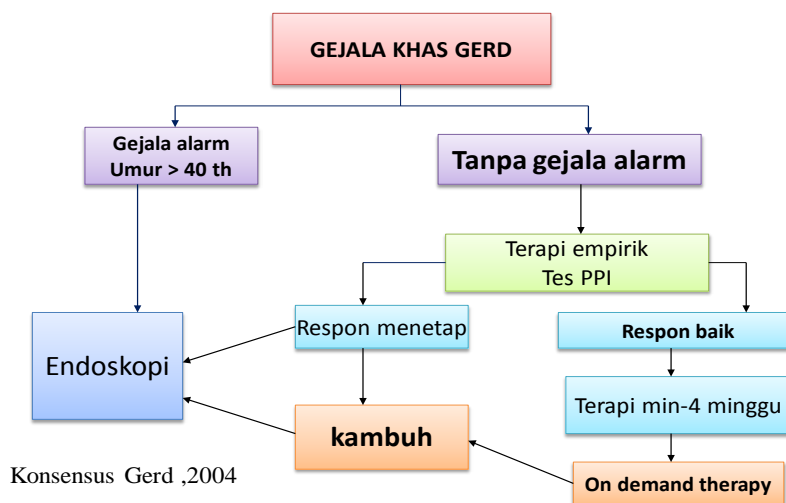 GEJALA KHAS GERD
Gejala alarm
Umur > 40 th
Tanpa gejala alarm
Terapi empirik
Tes PPI
Respon menetap
Respon baik
Endoskopi
Terapi min-4 minggu
kambuh
On demand therapy
Konsensus Gerd ,2004